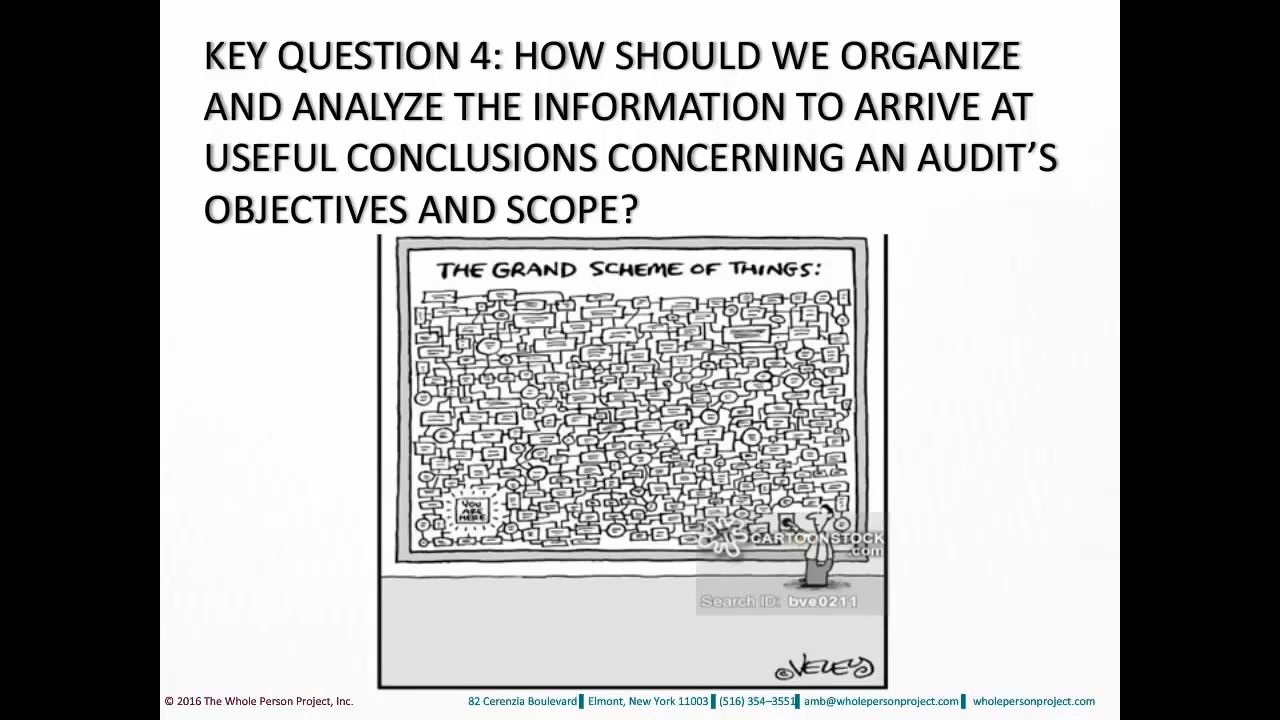 KEY QUESTION 4: HOW SHOULD WE ORGANIZE
AND ANALYZE THE INFORMATION TO ARRIVE AT
USEFUL CONCLUSIONS CONCERNING AN AUDIT’S
OBJECTIVES AND SCOPE?
THE GRAND SCHEME OF THINGS:
YOU
ARE
HERE
CARTOONSTOCK
.com
Search ID: bve0211
©VELEY
© 2016 The Whole Person Project, Inc.
82 Cerenzia Boulevard▐ Elmont, New York 11003▐ (516) 354–3551▐ amb@wholepersonproject.com▐ wholepersonproject.com